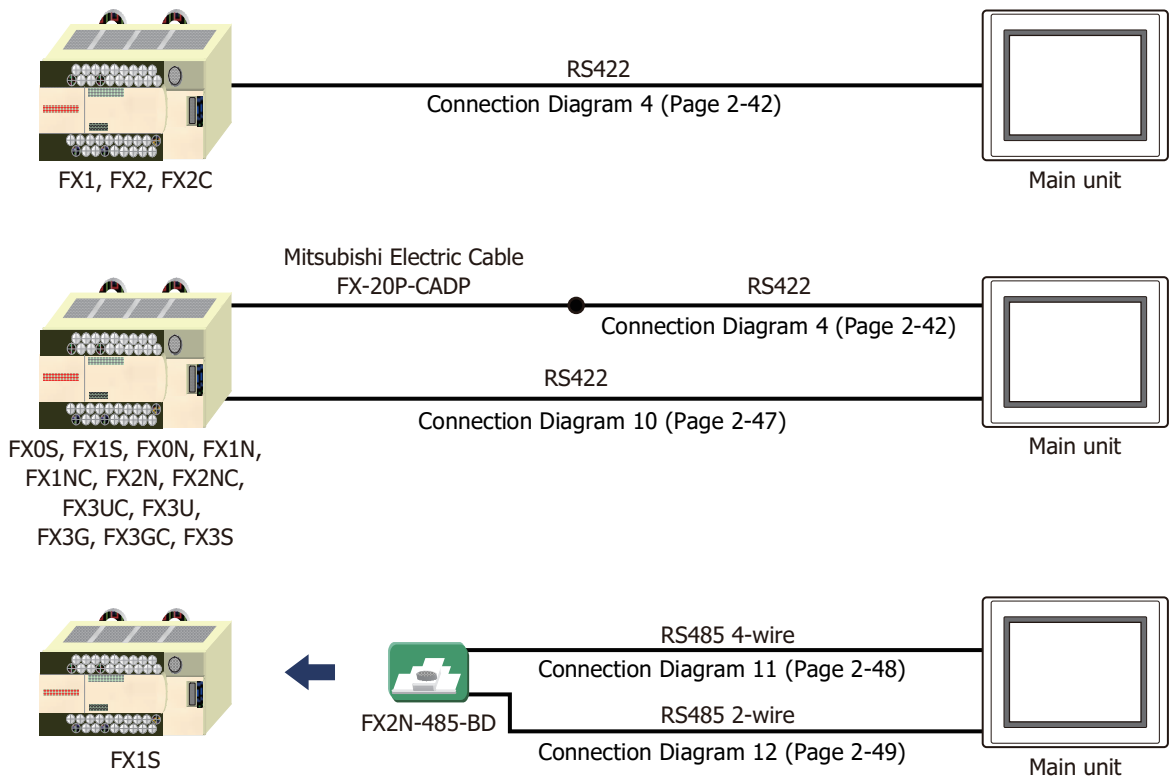 RS422
Connection Diagram 4 (Page 2-42)
FX1, FX2, FX2C
Main unit
Mitsubishi Electric Cable
FX-20P-CADP
RS422
Connection Diagram 4 (Page 2-42)
RS422
Connection Diagram 10 (Page 2-47)
FX0S, FX1S, FX0N, FX1N,
FX1NC, FX2N, FX2NC,
FX3UC, FX3U,
FX3G, FX3GC, FX3S
Main unit
RS485 4-wire
Connection Diagram 11 (Page 2-48)
FX2N-485-BD
RS485 2-wire
Connection Diagram 12 (Page 2-49)
FX1S
Main unit